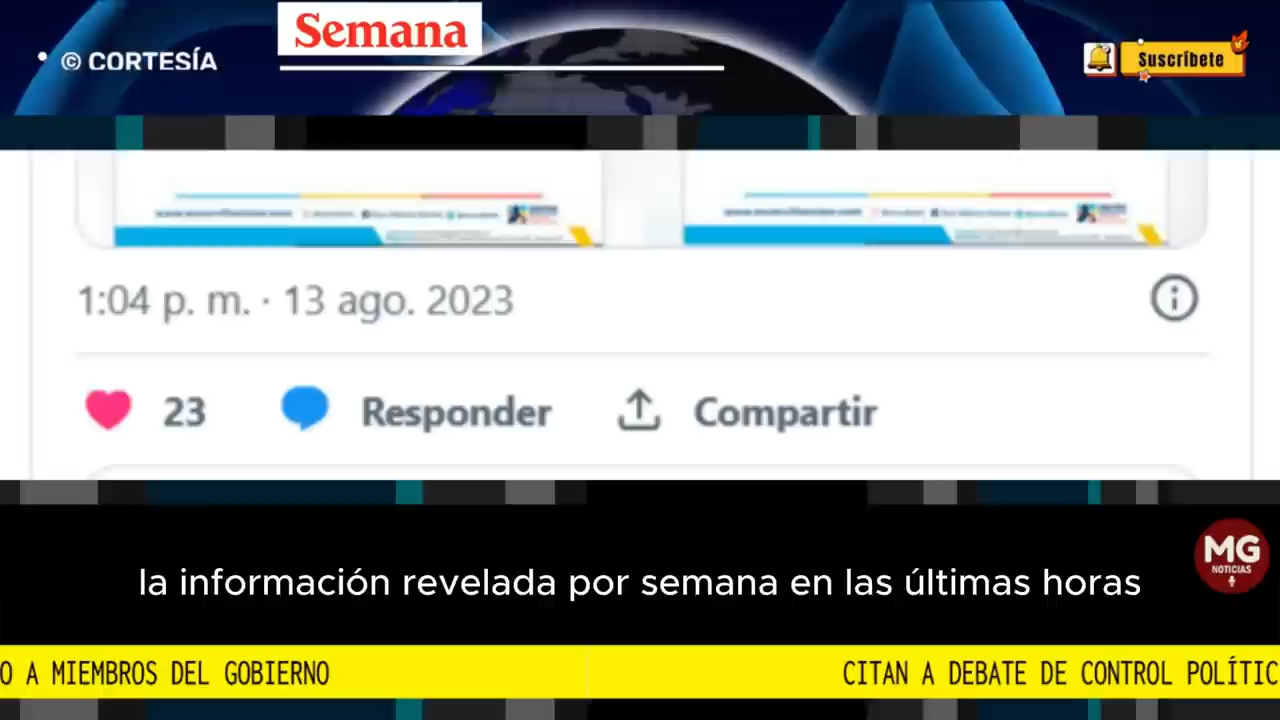 Semana
© CORTESÍA
Suscríbete
1:04 p. m. · 13 ago. 2023
23 Responder Compartir
la información revelada por semana en las últimas horas
MG
NOTICIAS
O A MIEMBROS DEL GOBIERNO CITAN A DEBATE DE CONTROL POLÍTIC